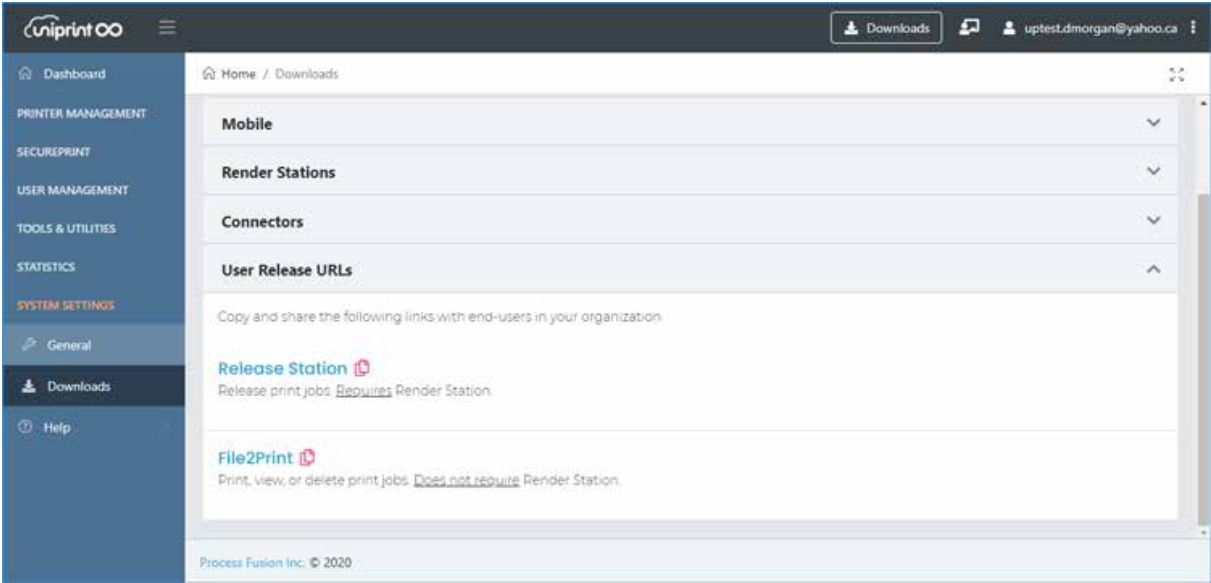 uniprint
Downloads
uptest.dmorgan@yahoo.ca
Dashboard
Home / Downloads
PRINTER MANAGEMENT
Mobile
SECUREPRINT
Render Stations
USER MANAGEMENT
Connectors
TOOLS & UTILITIES
STATISTICS
User Release URLs
SYSTEM SETTINGS
Copy and share the following links with end-users in your organization
General
Release Station
Release print jobs. Requires Render Station.
Downloads
Help
File2Print
Print, view, or delete print jobs. Does not require Render Station.
Process Fusion Inc. © 2020